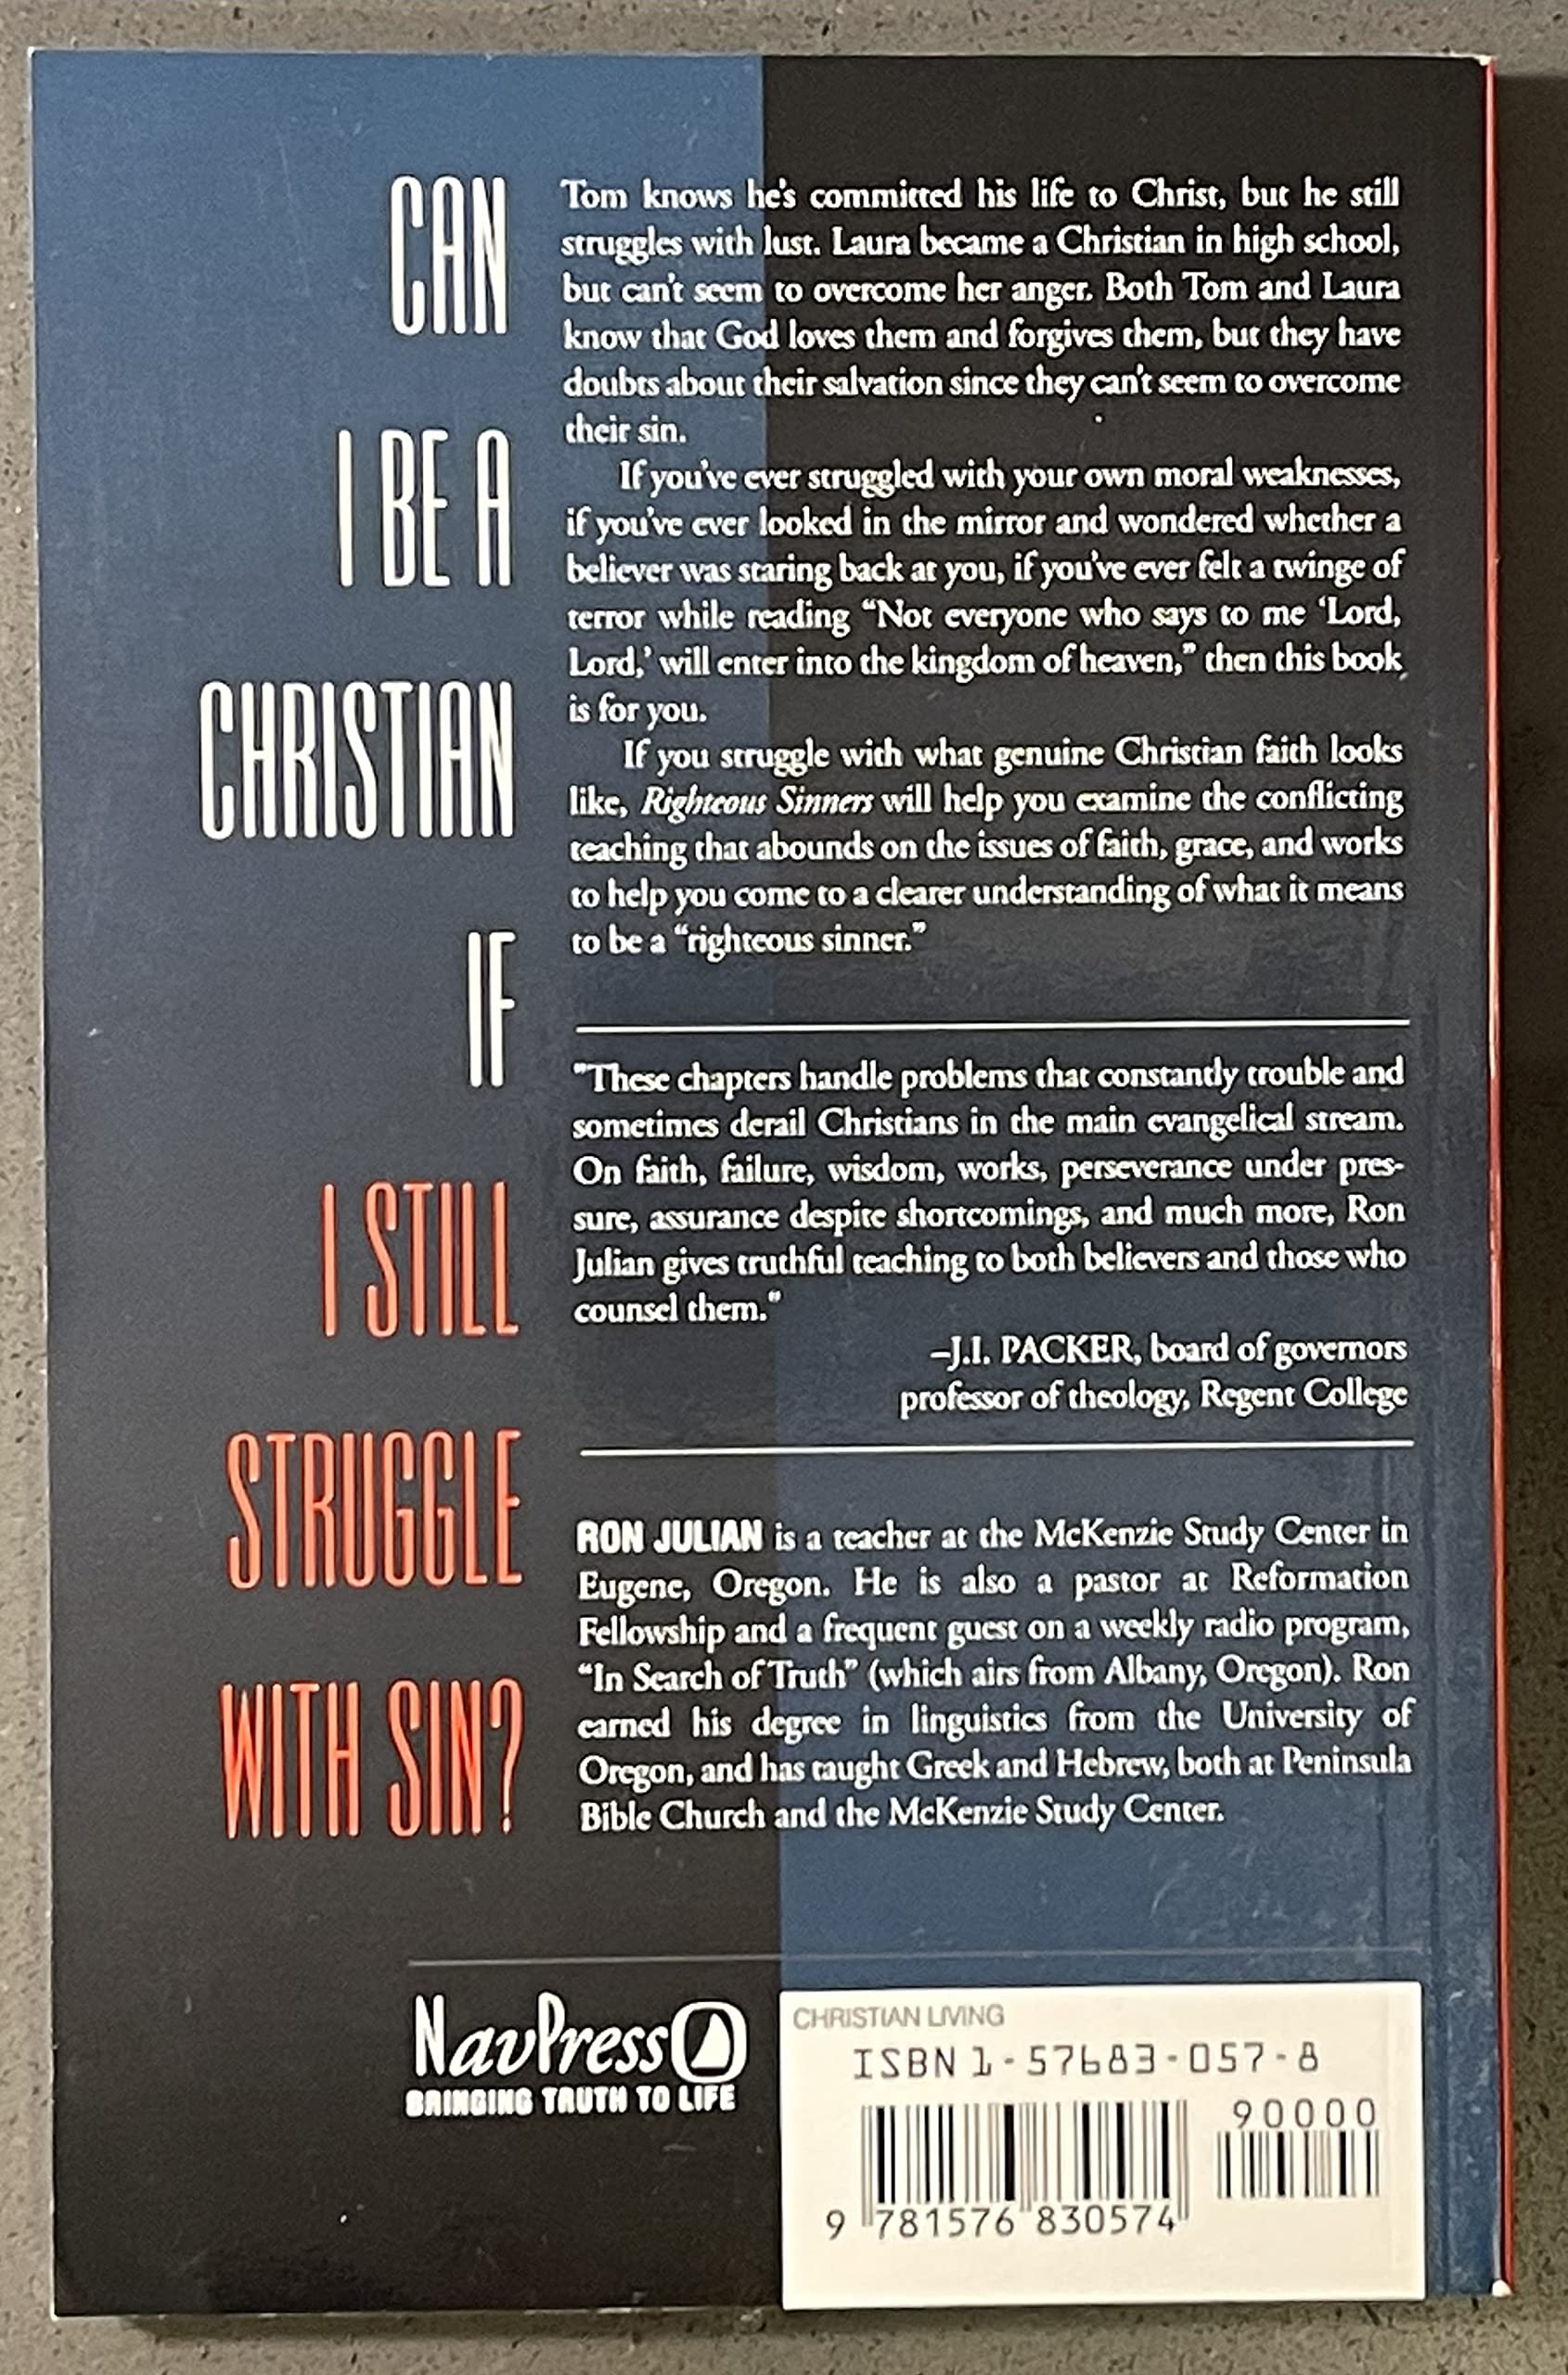 CAN
I BE A
CHRISTIAN
IF
I STILL
STRUGGLE
WITH SIN?
Tom knows he's committed his life to Christ, but he still
struggles with lust. Laura became a Christian in high school,
but can't seem to overcome her anger. Both Tom and Laura
know that God loves them and forgives them, but they have
doubts about their salvation since they can't seem to overcome
their sin.
If you've ever struggled with your own moral weaknesses,
if you've ever looked in the mirror and wondered whether a
believer was staring back at you, if you've ever felt a twinge of
terror while reading “Not everyone who says to me ‘Lord,
Lord,’ will enter into the kingdom of heaven,” then this book
is for you.
If you struggle with what genuine Christian faith looks
like, Righteous Sinners will help you examine the conflicting
teaching that abounds on the issues of faith, grace, and works
to help you come to a clearer understanding of what it means
to be a “righteous sinner.”
"These chapters handle problems that constantly trouble and
sometimes derail Christians in the main evangelical stream.
On faith, failure, wisdom, works, perseverance under pres-
sure, assurance despite shortcomings, and much more, Ron
Julian gives truthful teaching to both believers and those who
counsel them."
–J.I. PACKER, board of governors
professor of theology, Regent College
RON JULIAN is a teacher at the McKenzie Study Center in
Eugene, Oregon. He is also a pastor at Reformation
Fellowship and a frequent guest on a weekly radio program,
“In Search of Truth” (which airs from Albany, Oregon). Ron
earned his degree in linguistics from the University of
Oregon, and has taught Greek and Hebrew, both at Peninsula
Bible Church and the McKenzie Study Center.
NavPress
BRINGING TRUTH TO LIFE
CHRISTIAN LIVING
ISBN 1-57683-057-8
90000
9 781576 830574